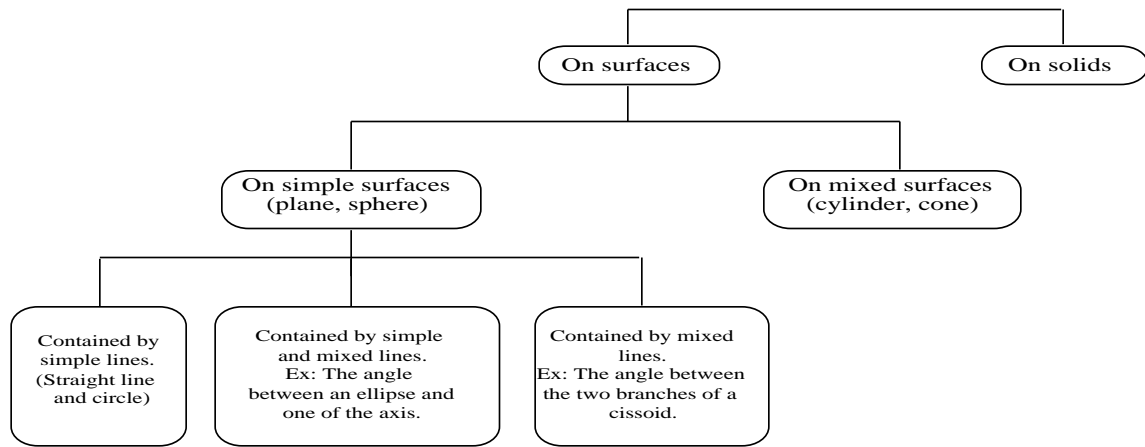 On surfaces
On solids
On simple surfaces
(plane, sphere)
On mixed surfaces
(cylinder, cone)
Contained by
simple lines.
(Straight line
and circle)
Contained by simple
and mixed lines.
Ex: The angle
between an ellipse and
one of the axis.
Contained by mixed
lines.
Ex: The angle between
the two branches of a
cissoid.